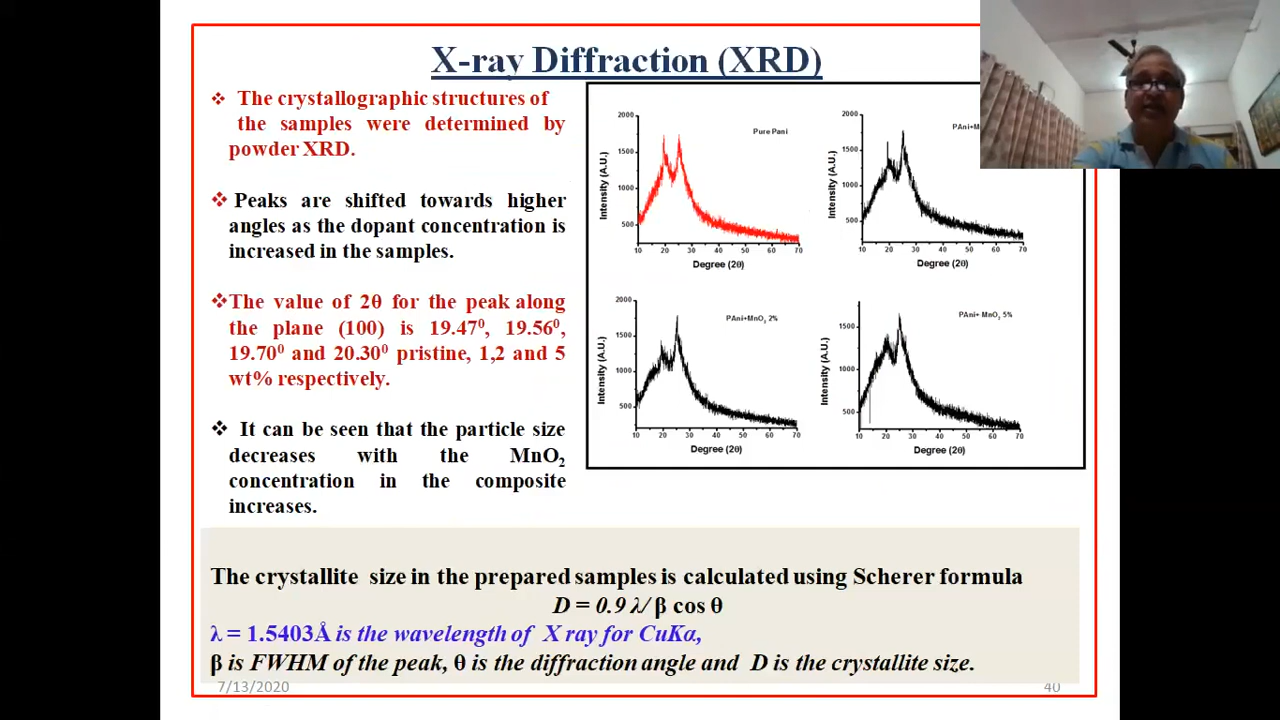 X-ray Diffraction (XRD)
❖ The crystallographic structures of
the samples were determined by
powder XRD.
❖ Peaks are shifted towards higher
angles as the dopant concentration is
increased in the samples.
❖The value of 2θ for the peak along
the plane (100) is 19.47⁰, 19.56⁰,
19.70⁰ and 20.30⁰ pristine, 1,2 and 5
wt% respectively.
❖ It can be seen that the particle size
decreases with the MnO₂
concentration in the composite
increases.
Pure Pani
2000
1500
1000
500
10 20 30 40 50 60 70
Intensity (A.U.)
Degree (2θ)
2000
1500
1000
500
10 20 30 40 50 60 70
Intensity (A.U.)
Degree (2θ)
PAni+MnO₂ 2%
2000
1500
1000
500
10 20 30 40 50 60 70
Intensity (A.U.)
Degree (2θ)
PAni+ MnO₂ 5%
1500
1000
500
10 20 30 40 50 60 70
Intensity (A.U.)
Degree (2θ)
The crystallite size in the prepared samples is calculated using Scherer formula
D = 0.9 λ/ β cos θ
λ = 1.5403Å is the wavelength of X ray for CuKα,
β is FWHM of the peak, θ is the diffraction angle and D is the crystallite size.
7/13/2020
40